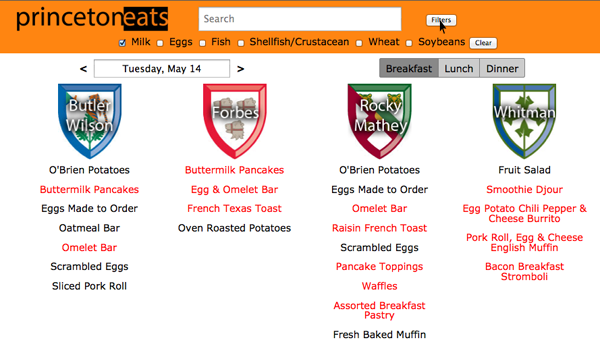 princetoneats
Search
Filters
Milk Eggs Fish Shellfish/Crustacean Wheat Soybeans Clear
< Tuesday, May 14 >
Breakfast Lunch Dinner
Butler
Wilson
O'Brien Potatoes
Buttermilk Pancakes
Eggs Made to Order
Oatmeal Bar
Omelet Bar
Scrambled Eggs
Sliced Pork Roll
Forbes
Buttermilk Pancakes
Egg & Omelet Bar
French Texas Toast
Oven Roasted Potatoes
Rocky
Mathey
O'Brien Potatoes
Eggs Made to Order
Omelet Bar
Raisin French Toast
Scrambled Eggs
Pancake Toppings
Waffles
Assorted Breakfast
Pastry
Fresh Baked Muffin
Whitman
Fruit Salad
Smoothie Djour
Egg Potato Chili Pepper &
Cheese Burrito
Pork Roll, Egg & Cheese
English Muffin
Bacon Breakfast
Stromboli